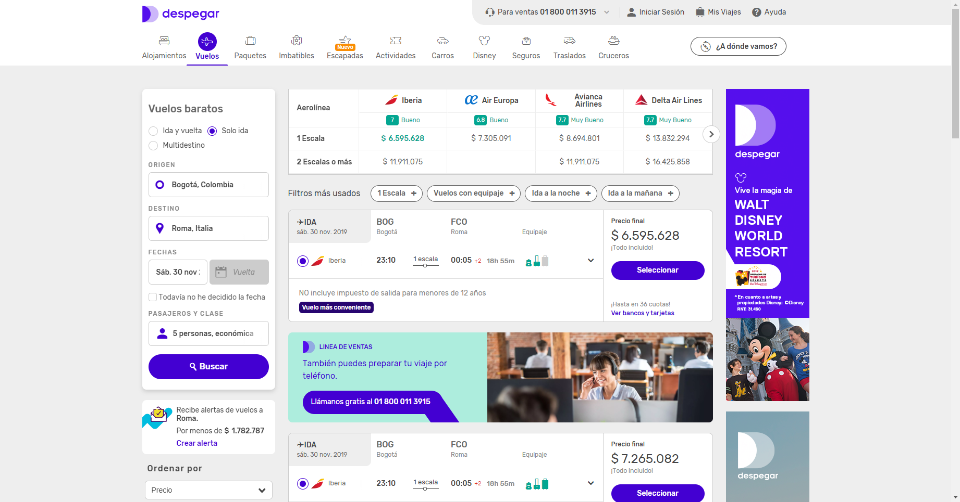 despegar
Para ventas 01 800 011 3915
Iniciar Sesión
Mis Viajes
Ayuda
Alojamientos
Vuelos
Paquetes
Imbatibles
Nuevo
Escapadas
Actividades
Carros
Disney
Seguros
Traslados
Cruceros
¿A dónde vamos?
Vuelos baratos
Ida y vuelta
Solo ida
Multidestino
ORIGEN
Bogotá, Colombia
DESTINO
Roma, Italia
FECHAS
Sáb. 30 nov
Vuelta
Todavía no he decidido la fecha
PASAJEROS Y CLASE
5 personas, económica
Buscar
Recibe alertas de vuelos a
Roma.
Por menos de $ 1.782.787
Crear alerta
Ordenar por
Precio
Aerolínea
Iberia
Air Europa
Avianca
Airlines
Delta Air Lines
7 Bueno
6.8 Bueno
7.7 Muy Bueno
7.7 Muy Bueno
1 Escala
$ 6.595.628
$ 7.305.091
$ 8.694.801
$ 13.832.294
2 Escalas o más
$ 11.911.075
$ 11.911.075
$ 16.425.858
Filtros más usados
1 Escala +
Vuelos con equipaje +
Ida a la noche +
Ida a la mañana +
IDA
sáb. 30 nov. 2019
BOG
Bogotá
FCO
Roma
Equipaje
Iberia
23:10
1 escala
00:05 +2
18h 55m
NO incluye impuesto de salida para menores de 12 años
Vuelo más conveniente
Precio final
$ 6.595.628
¡Todo incluido!
Seleccionar
¡Hasta en 36 cuotas!
Ver bancos y tarjetas
LINEA DE VENTAS
También puedes preparar tu viaje por
teléfono.
Llámanos gratis al 01 800 011 3915
IDA
sáb. 30 nov. 2019
BOG
Bogotá
FCO
Roma
Equipaje
Iberia
23:10
1 escala
00:05 +2
18h 55m
Precio final
$ 7.265.082
¡Todo incluido!
Seleccionar
despegar
Vive la magia de
WALT
DISNEY
WORLD
RESORT
*En cuanto a artes y
propiedades Disney: ©Disney
despegar